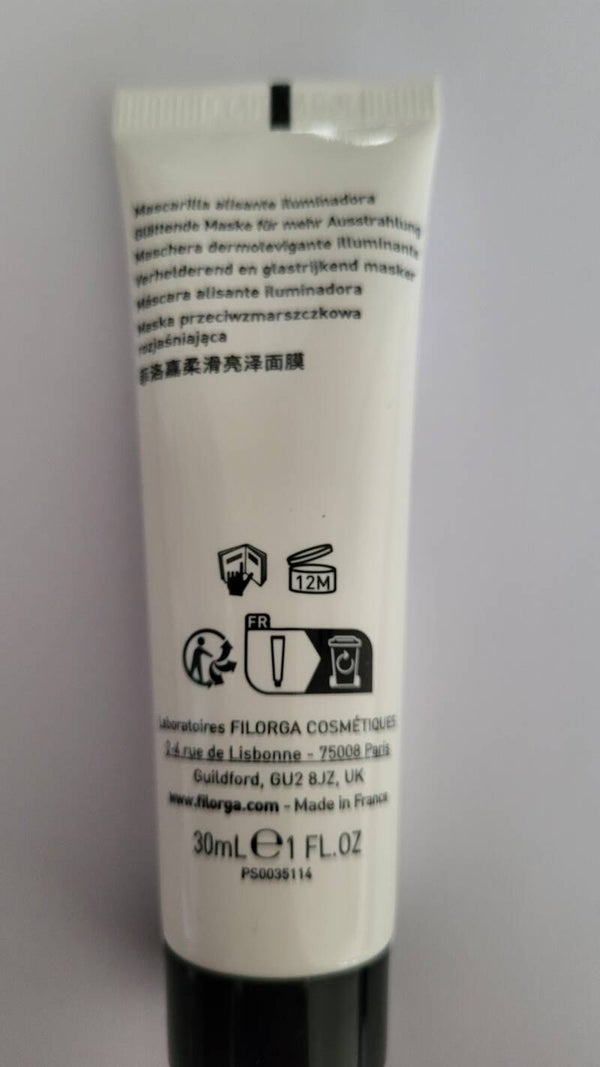 Mascarilla alisante iluminadora
Glättende Maske für mehr Ausstrahlung
Maschera dermolevigante illuminante
Verhelderend en glastrijkend masker
Máscara alisante iluminadora
Maska przeciwzmarszczkowa
rozjaśniająca
菲洛嘉柔滑亮泽面膜
12M
FR
Laboratoires FILORGA COSMÉTIQUES
2-4 rue de Lisbonne - 75008 Paris
Guildford, GU2 8JZ, UK
www.filorga.com - Made in France
30mL ℮ 1 FL.OZ
PS0035114